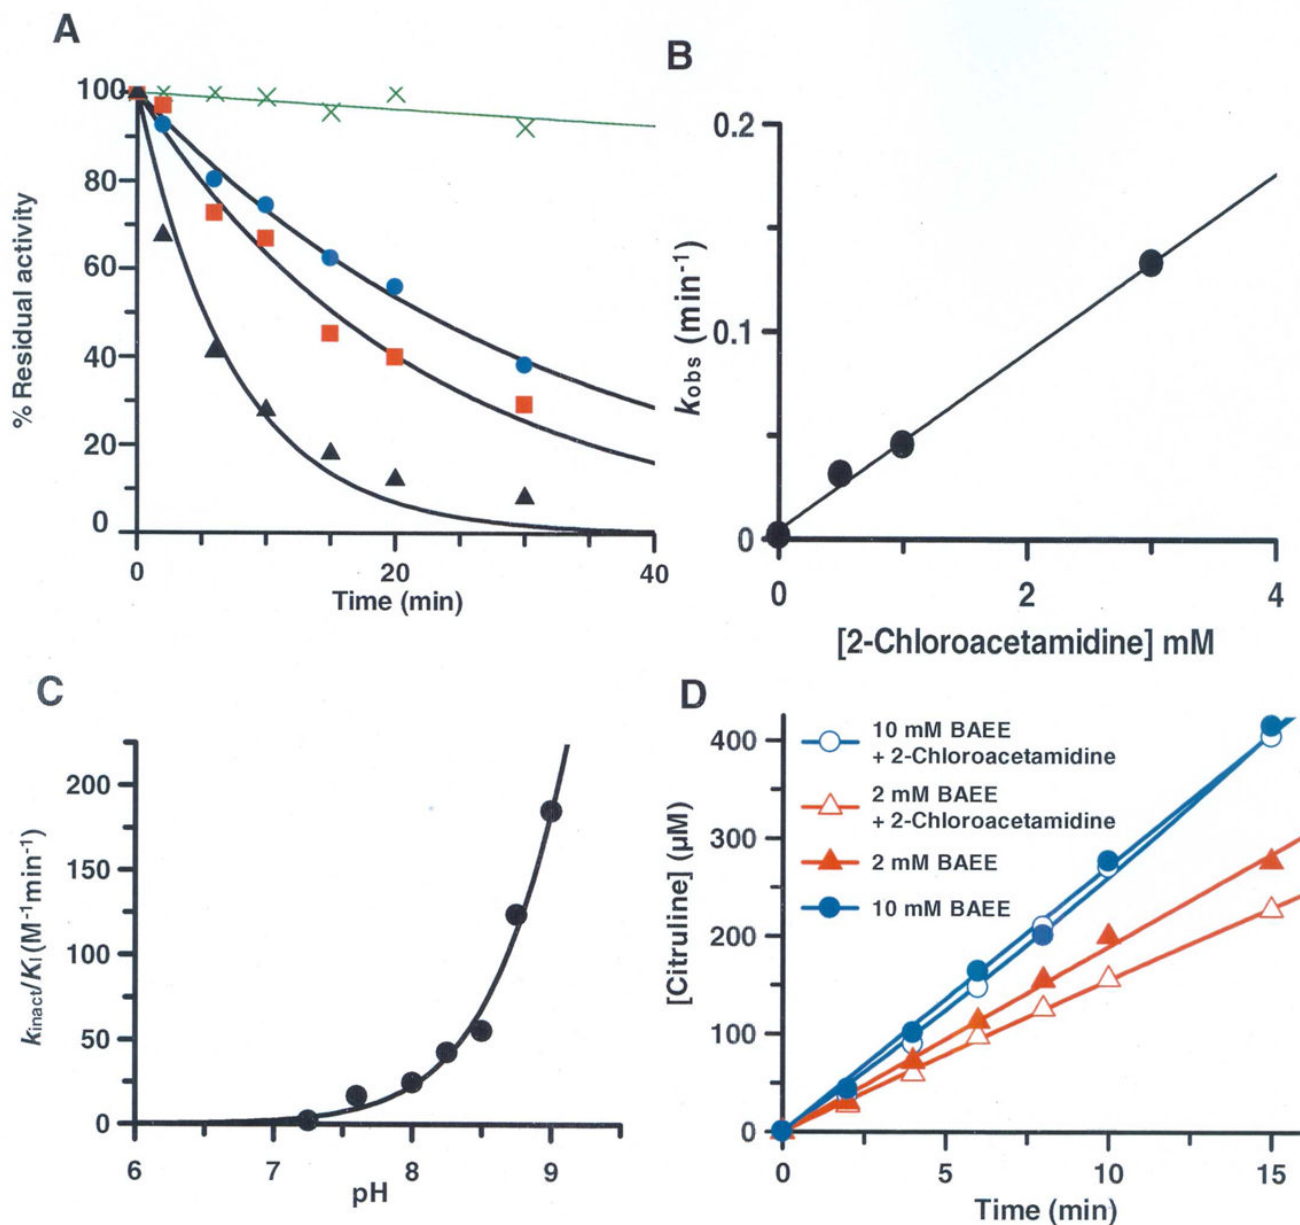 A
100
80
60
40
20
0
% Residual activity
0
20
40
Time (min)
B
0.2
0.1
0
kobs (min-1)
0
2
4
[2-Chloroacetamidine] mM
C
200
150
100
50
0
kinact/KI (M-1min-1)
6
7
8
9
pH
D
400
300
200
100
0
[Citruline] (µM)
10 mM BAEE
+ 2-Chloroacetamidine
2 mM BAEE
+ 2-Chloroacetamidine
2 mM BAEE
10 mM BAEE
0
5
10
15
Time (min)